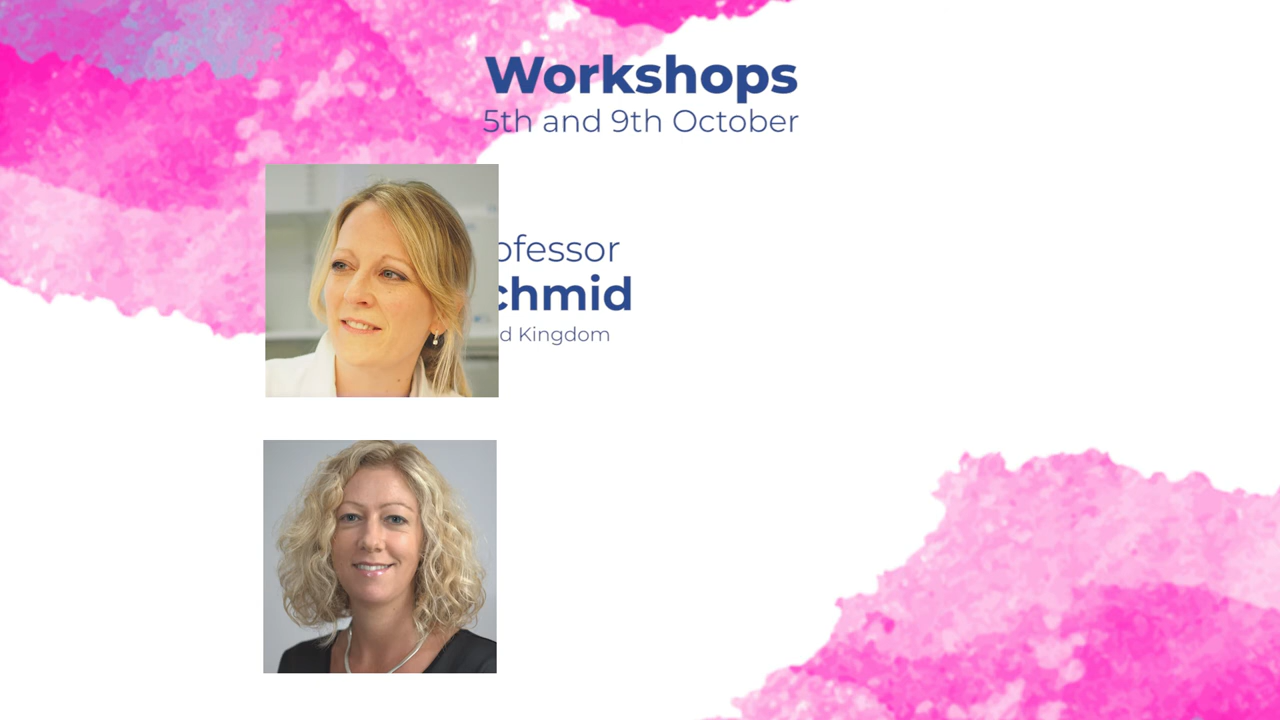 Workshops
5th and 9th October
ofessor
chmid
d Kingdom